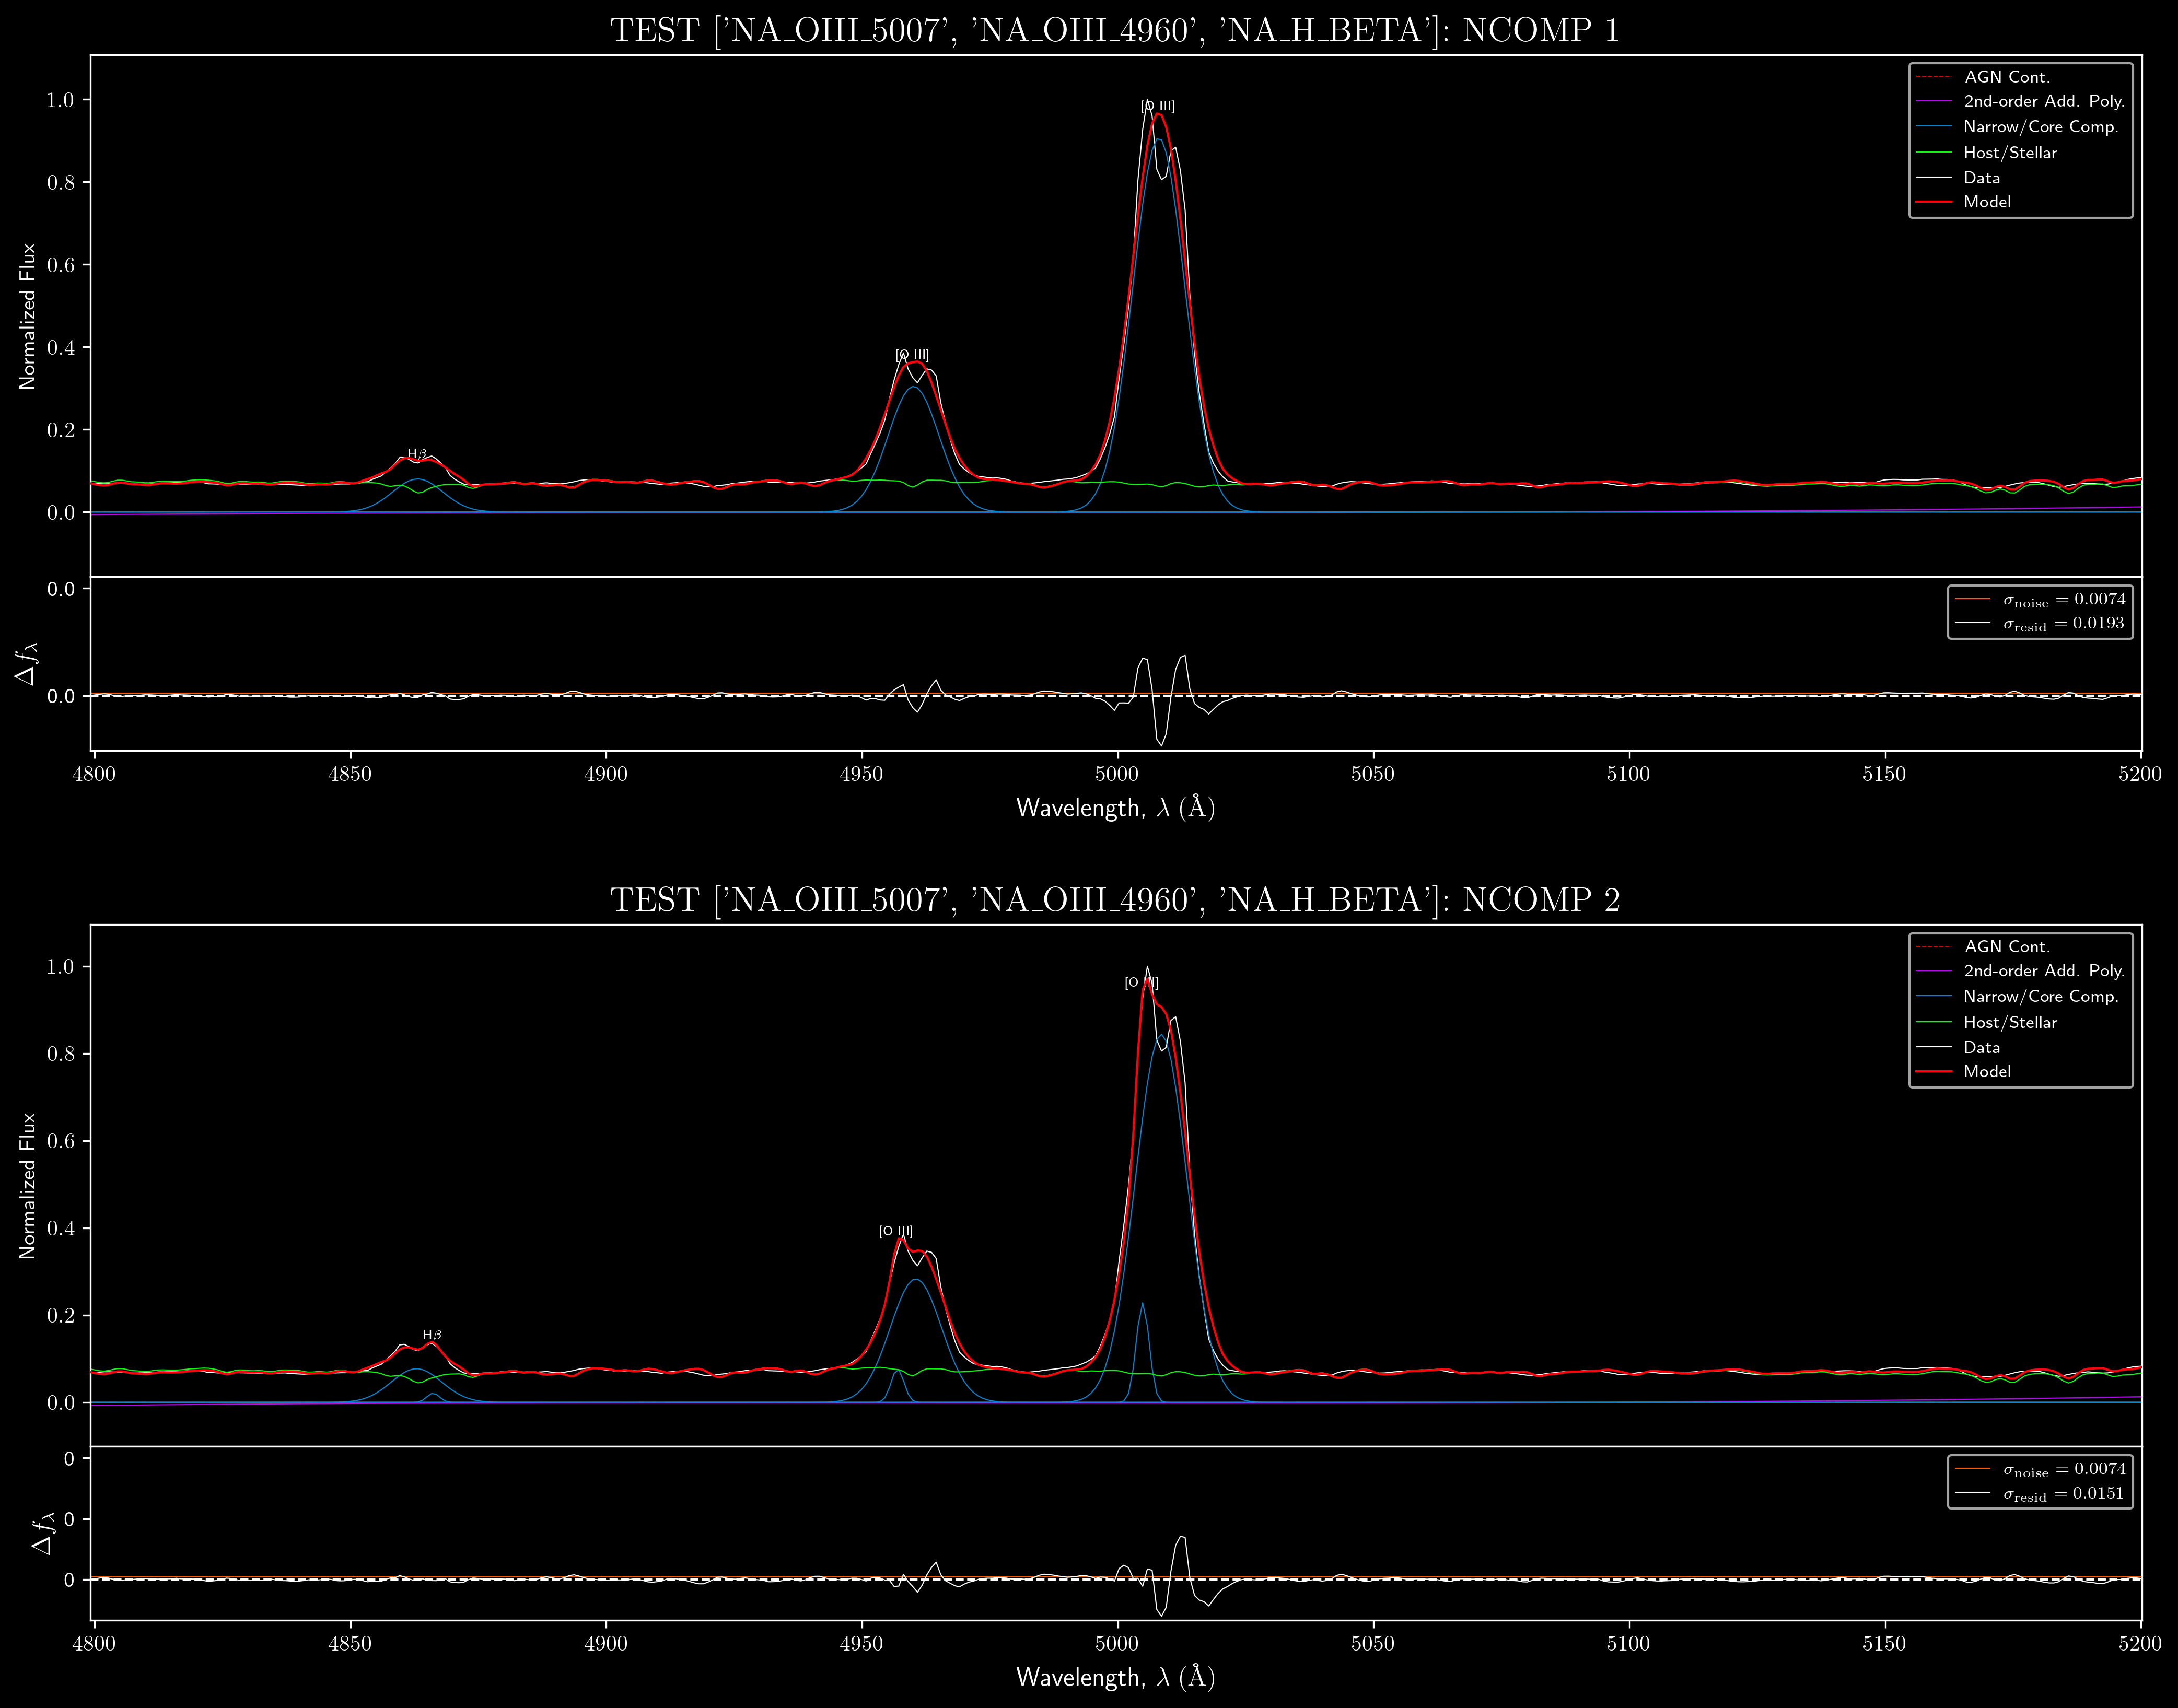 TEST ['NA_OIII_5007', 'NA_OIII_4960', 'NA_H_BETA']: NCOMP 1
AGN Cont.
2nd-order Add. Poly.
Narrow/Core Comp.
Host/Stellar
Data
Model
[O III]
[O III]
Hβ
1.0
0.8
0.6
0.4
0.2
0.0
Normalized Flux
0.0
0.0
Δf_λ
σ_noise = 0.0074
σ_resid = 0.0193
4800 4850 4900 4950 5000 5050 5100 5150 5200
Wavelength, λ (Å)
TEST ['NA_OIII_5007', 'NA_OIII_4960', 'NA_H_BETA']: NCOMP 2
AGN Cont.
2nd-order Add. Poly.
Narrow/Core Comp.
Host/Stellar
Data
Model
[O III]
[O III]
Hβ
1.0
0.8
0.6
0.4
0.2
0.0
Normalized Flux
0
0
0
Δf_λ
σ_noise = 0.0074
σ_resid = 0.0151
4800 4850 4900 4950 5000 5050 5100 5150 5200
Wavelength, λ (Å)